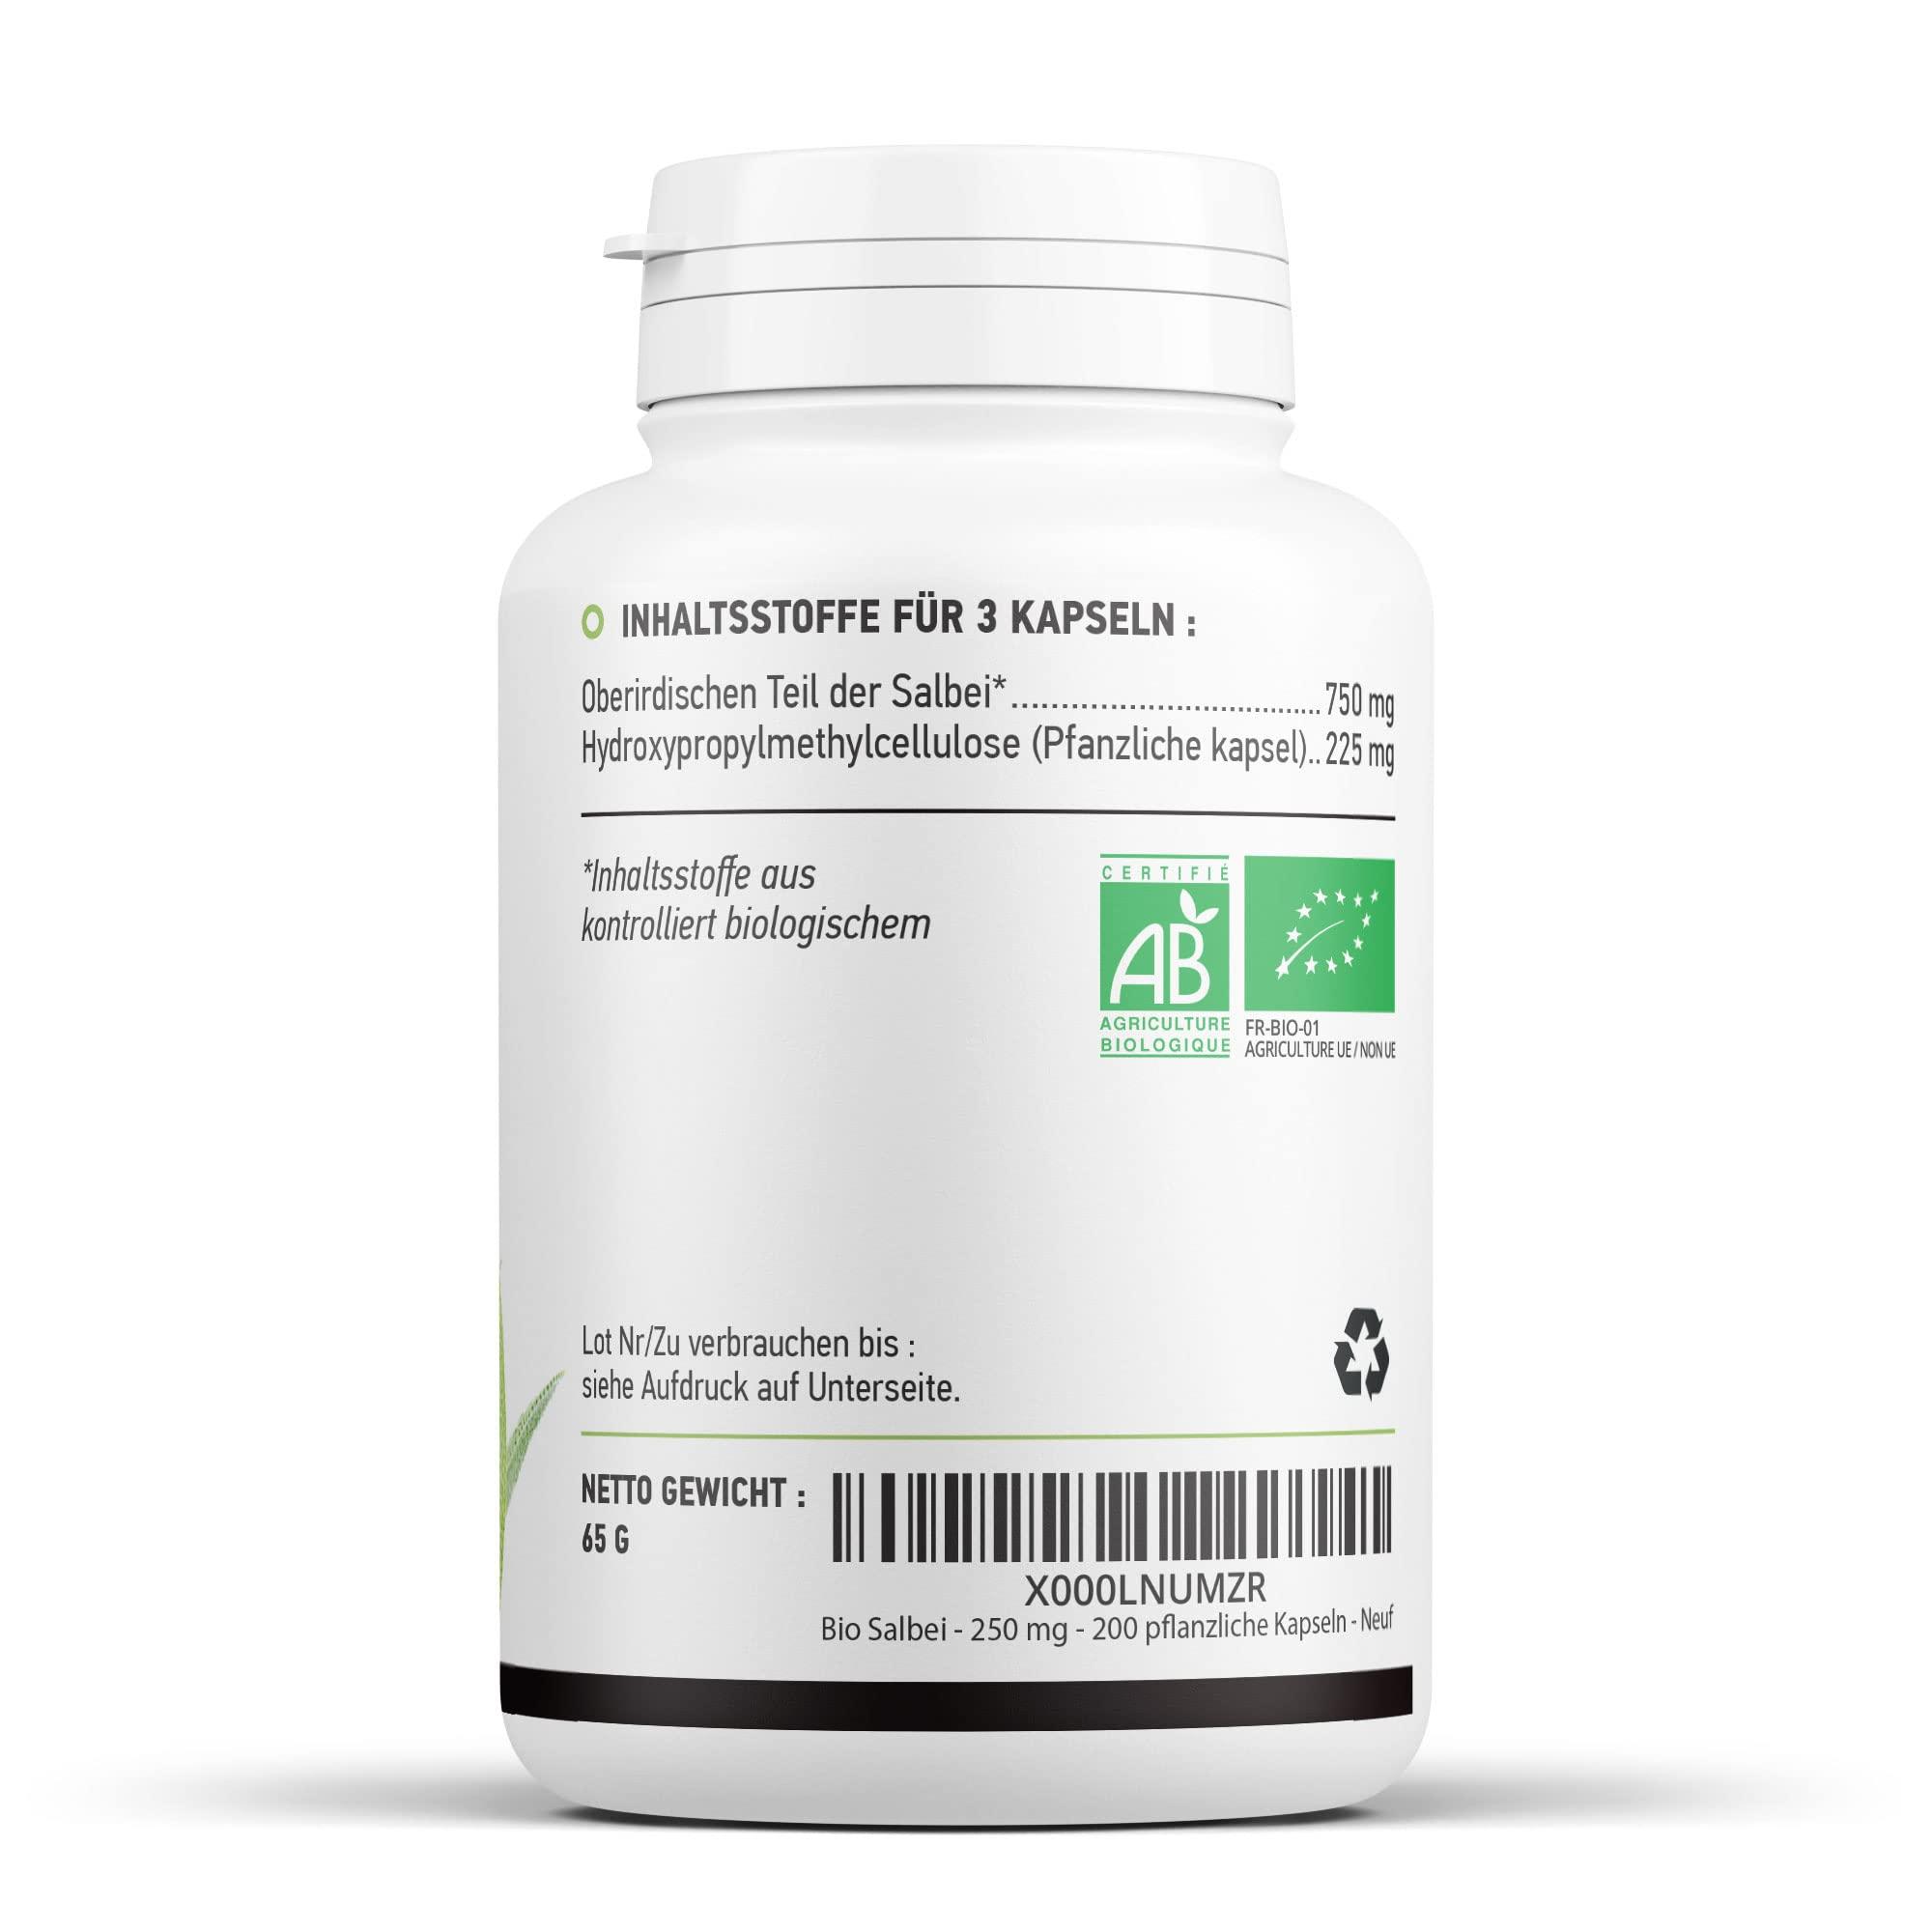 INHALTSSTOFFE FÜR 3 KAPSELN :
Oberirdischen Teil der Salbei*................................750 mg
Hydroxypropylmethylcellulose (Pfanzliche kapsel)..225 mg
*Inhaltsstoffe aus
kontrolliert biologischem
CERTIFIÉ
AB
AGRICULTURE
BIOLOGIQUE
FR-BIO-01
AGRICULTURE UE / NON UE
Lot Nr/Zu verbrauchen bis :
siehe Aufdruck auf Unterseite.
NETTO GEWICHT :
65 G
X000LNUMZR
Bio Salbei - 250 mg - 200 pflanzliche Kapseln - Neuf